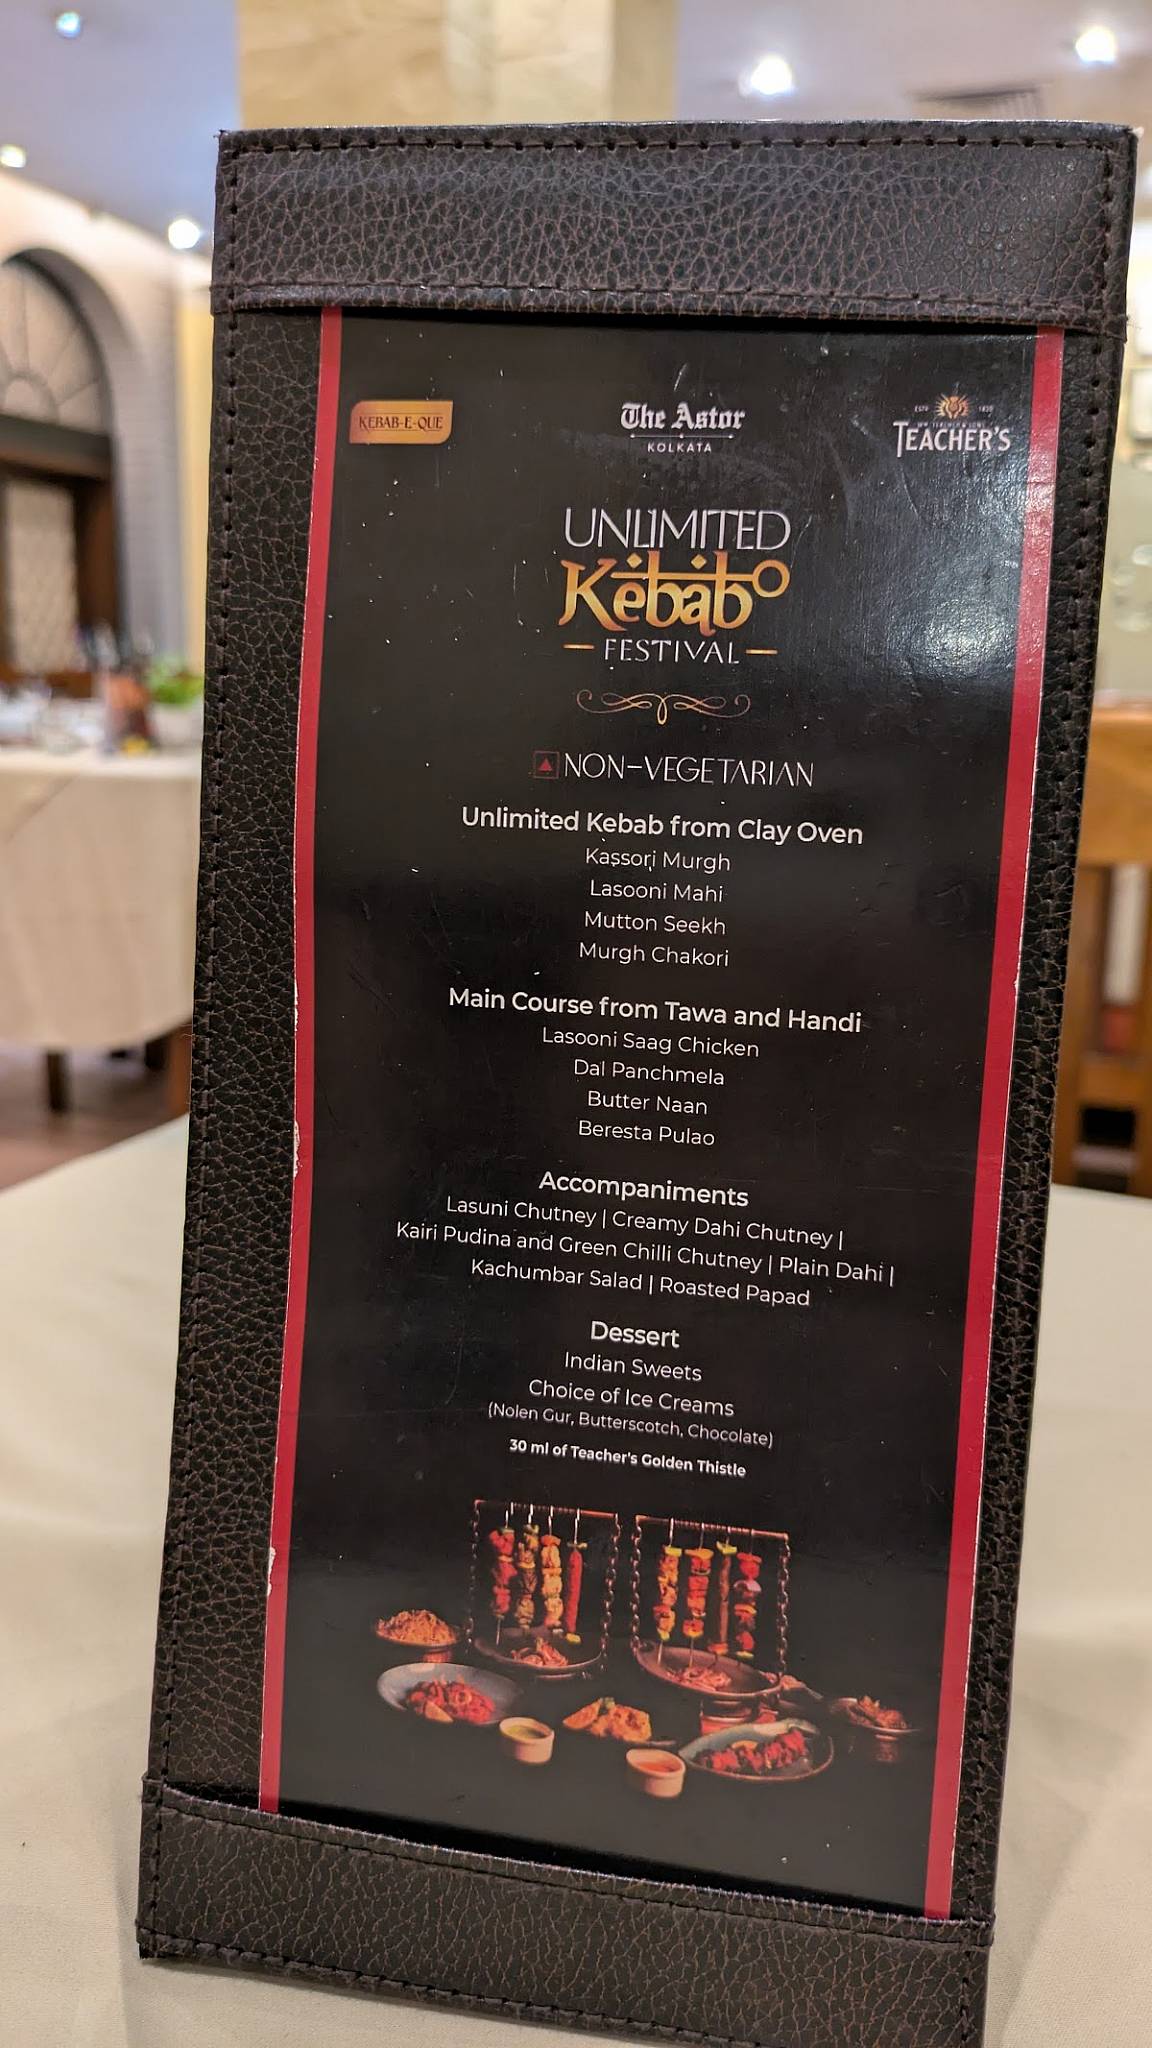 KEBAB-E-QUE
The Astor
KOLKATA
ESTD 1830
WM TEACHER & SONS
TEACHER'S
UNLIMITED
Kebab
FESTIVAL
NON-VEGETARIAN
Unlimited Kebab from Clay Oven
Kassori Murgh
Lasooni Mahi
Mutton Seekh
Murgh Chakori
Main Course from Tawa and Handi
Lasooni Saag Chicken
Dal Panchmela
Butter Naan
Beresta Pulao
Accompaniments
Lasuni Chutney | Creamy Dahi Chutney |
Kairi Pudina and Green Chilli Chutney | Plain Dahi |
Kachumbar Salad | Roasted Papad
Dessert
Indian Sweets
Choice of Ice Creams
(Nolen Gur, Butterscotch, Chocolate)
30 ml of Teacher's Golden Thistle